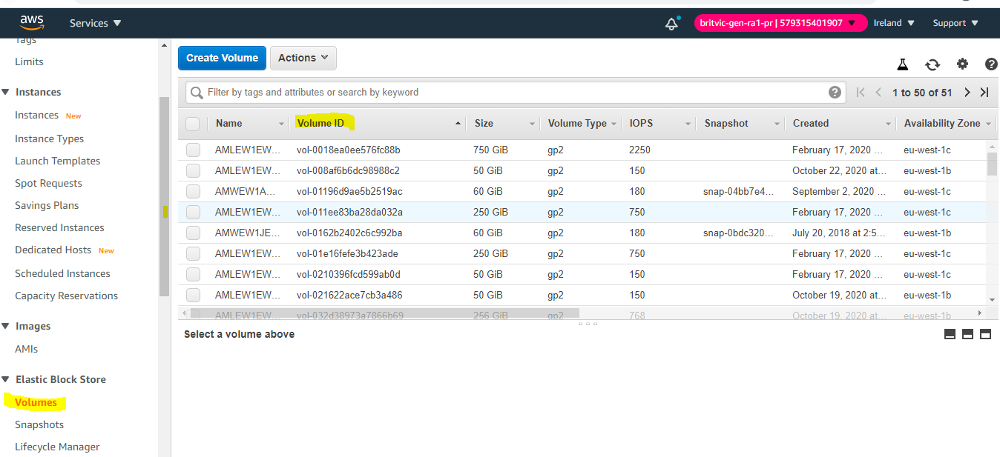 aws Services britvic-gen-ra1-pr | 579315401907 Ireland Support
Tags
Limits
Instances
Instances New
Instance Types
Launch Templates
Spot Requests
Savings Plans
Reserved Instances
Dedicated Hosts New
Scheduled Instances
Capacity Reservations
Images
AMIs
Elastic Block Store
Volumes
Snapshots
Lifecycle Manager
Create Volume Actions
Filter by tags and attributes or search by keyword 1 to 50 of 51
Name Volume ID Size Volume Type IOPS Snapshot Created Availability Zone
AMLEW1EW... vol-0018ea0ee576fc88b 750 GiB gp2 2250 February 17, 2020 ... eu-west-1c
AMLEW1EW... vol-008af6b6dc98988c2 50 GiB gp2 150 October 22, 2020 at... eu-west-1b
AMWEW1A... vol-01196d9ae5b2519ac 60 GiB gp2 180 snap-04bb7e4... September 2, 2020 ... eu-west-1c
AMLEW1EW... vol-011ee83ba28da032a 250 GiB gp2 750 February 17, 2020 ... eu-west-1c
AMWEW1JE... vol-0162b2402c6c992ba 60 GiB gp2 180 snap-0bdc320... July 20, 2018 at 2:5... eu-west-1b
AMLEW1EW... vol-01e16fefe3b423ade 250 GiB gp2 750 February 17, 2020 ... eu-west-1c
AMLEW1EW... vol-0210396fcd599ab0d 50 GiB gp2 150 February 17, 2020 ... eu-west-1c
AMLEW1EW... vol-021622ace7cb3a486 50 GiB gp2 150 October 19, 2020 at... eu-west-1b
AMLEW1EW... vol-032d38973a7866b69 256 GiB gp2 768 October 19, 2020 at... eu-west-1b
Select a volume above